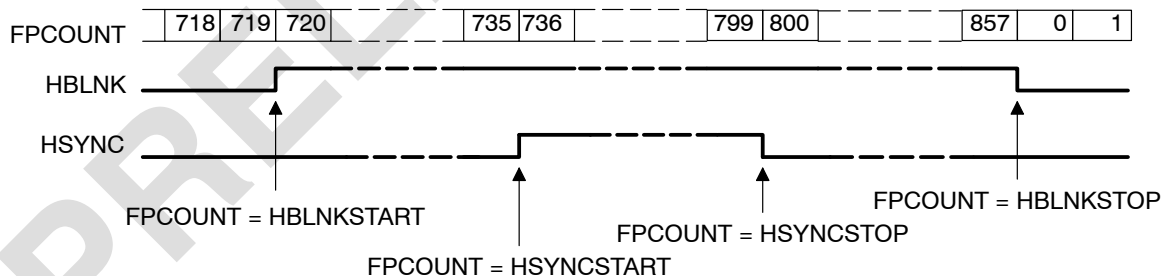 FPCOUNT 718 719 720 735 736 799 800 857 0 1
HBLNK
HSYNC
FPCOUNT = HBLNKSTART
FPCOUNT = HBLNKSTOP
FPCOUNT = HSYNCSTOP
FPCOUNT = HSYNCSTART